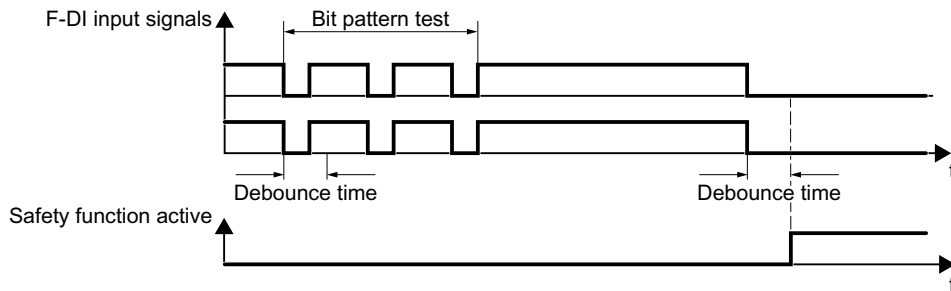 F-DI input signals
Bit pattern test
t
Debounce time
Debounce time
Safety function active
t